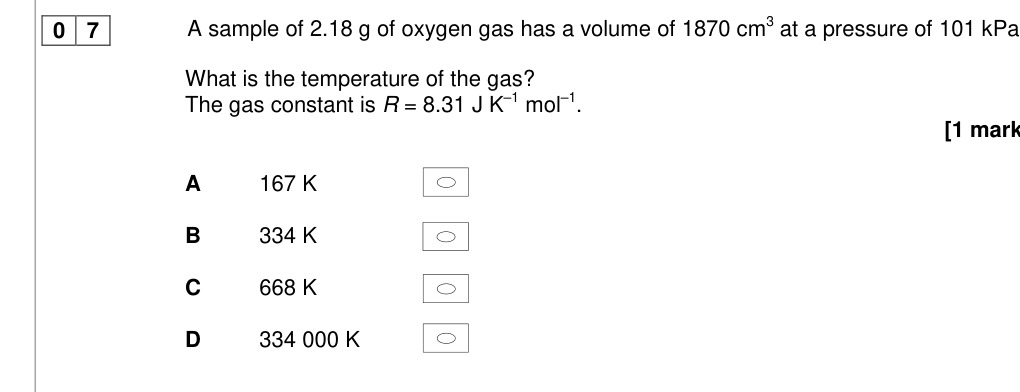 0 7 A sample of 2.18 g of oxygen gas has a volume of 1870 cm³ at a pressure of 101 kPa
What is the temperature of the gas?
The gas constant is R = 8.31 J K⁻¹ mol⁻¹.
[1 mark
A 167 K
B 334 K
C 668 K
D 334 000 K